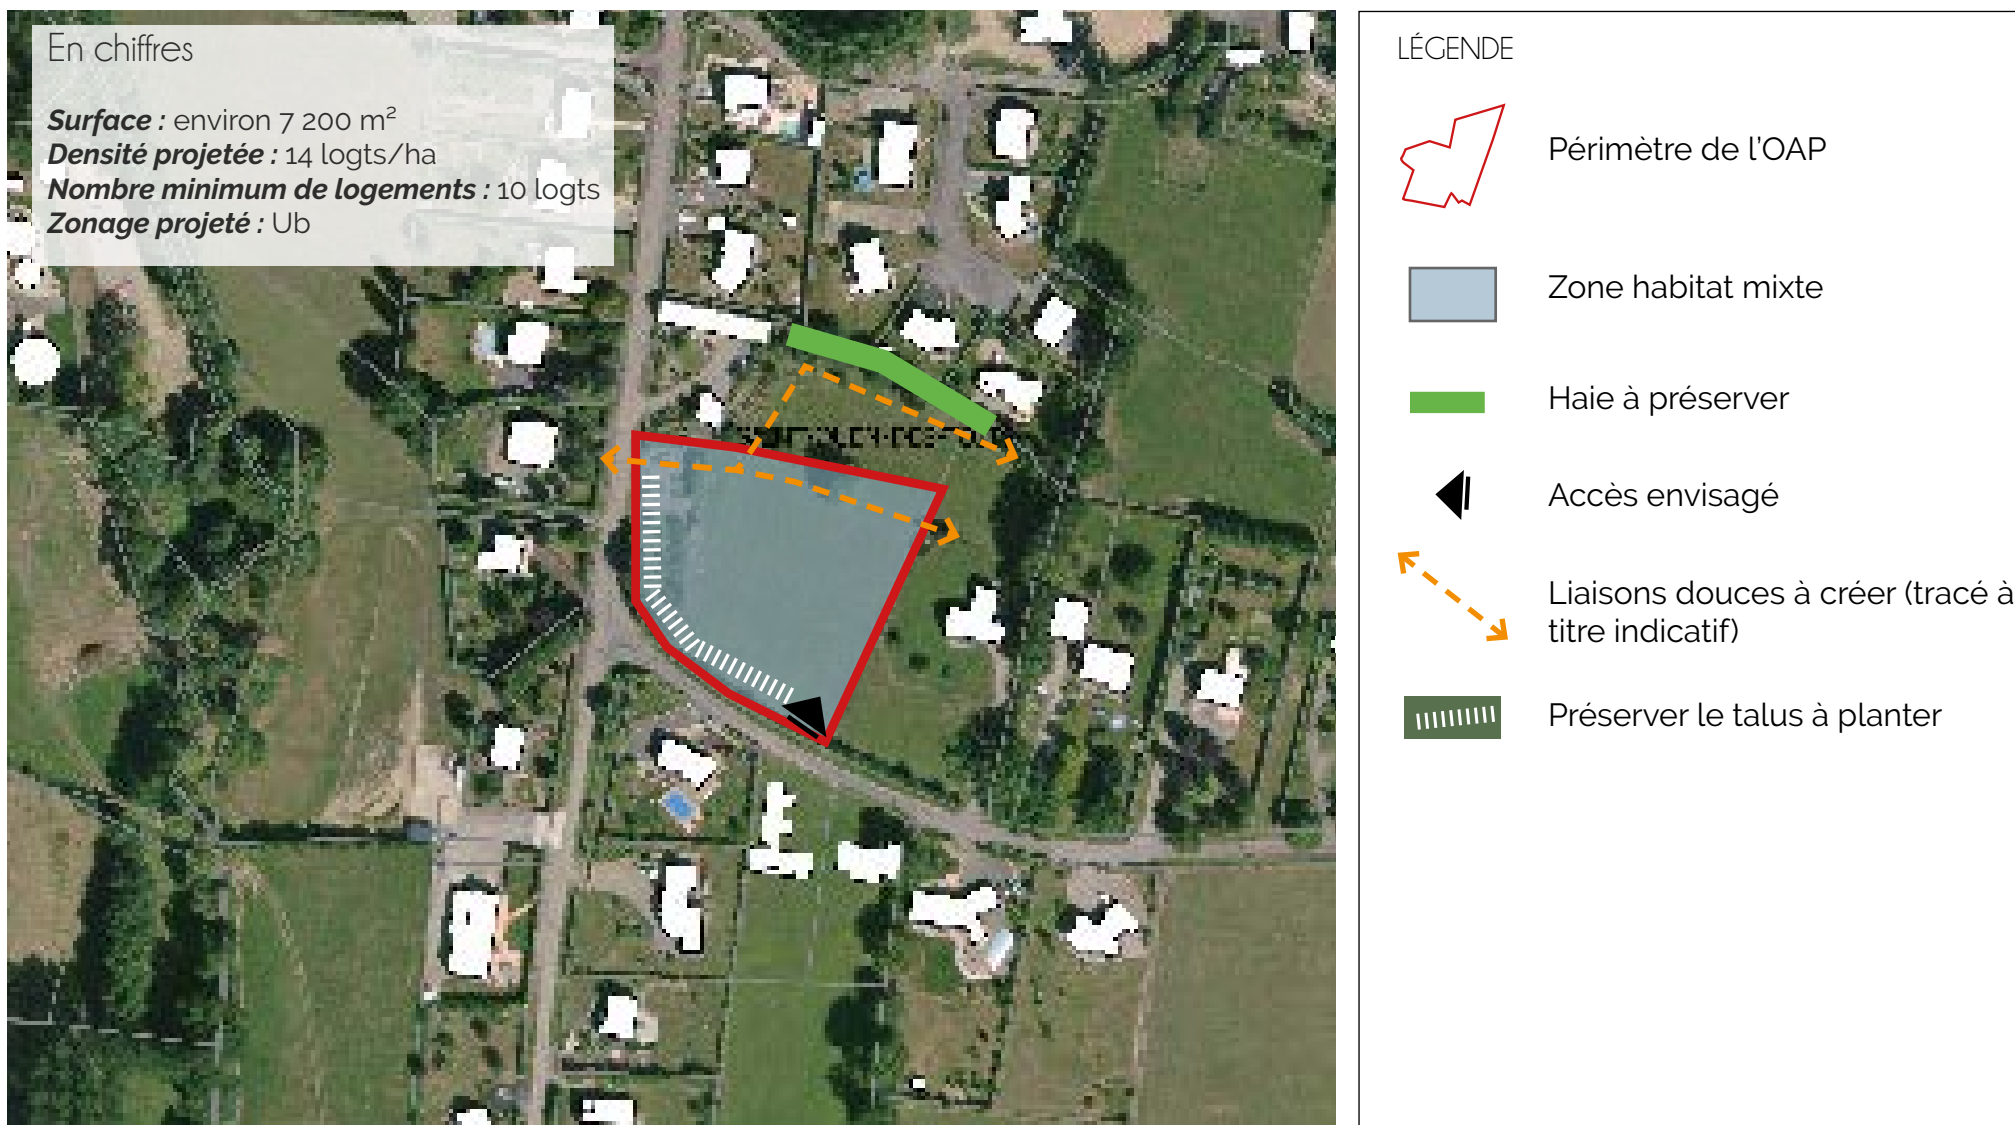 En chiffres
Surface : environ 7 200 m²
Densité projetée : 14 logts/ha
Nombre minimum de logements : 10 logts
Zonage projeté : Ub
LÉGENDE
Périmètre de l'OAP
Zone habitat mixte
Haie à préserver
Accès envisagé
Liaisons douces à créer (tracé à
titre indicatif)
Préserver le talus à planter